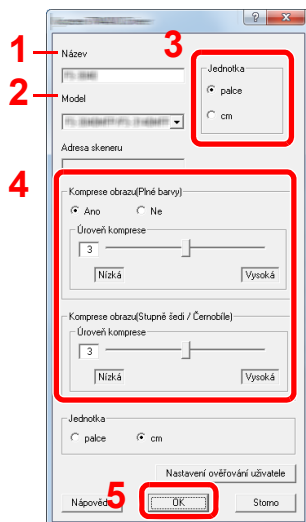 1
Název
2
Model
3
Jednotka
palce
cm
Adresa skeneru
4
Komprese obrazu(Plné barvy)
Ano Ne
Úroveň komprese
3
Nízká Vysoká
Komprese obrazu(Stupně šedi / Černobíle)
Úroveň komprese
3
Nízká Vysoká
Jednotka
palce cm
Nastavení ověřování uživatele
Nápověda 5 OK Storno